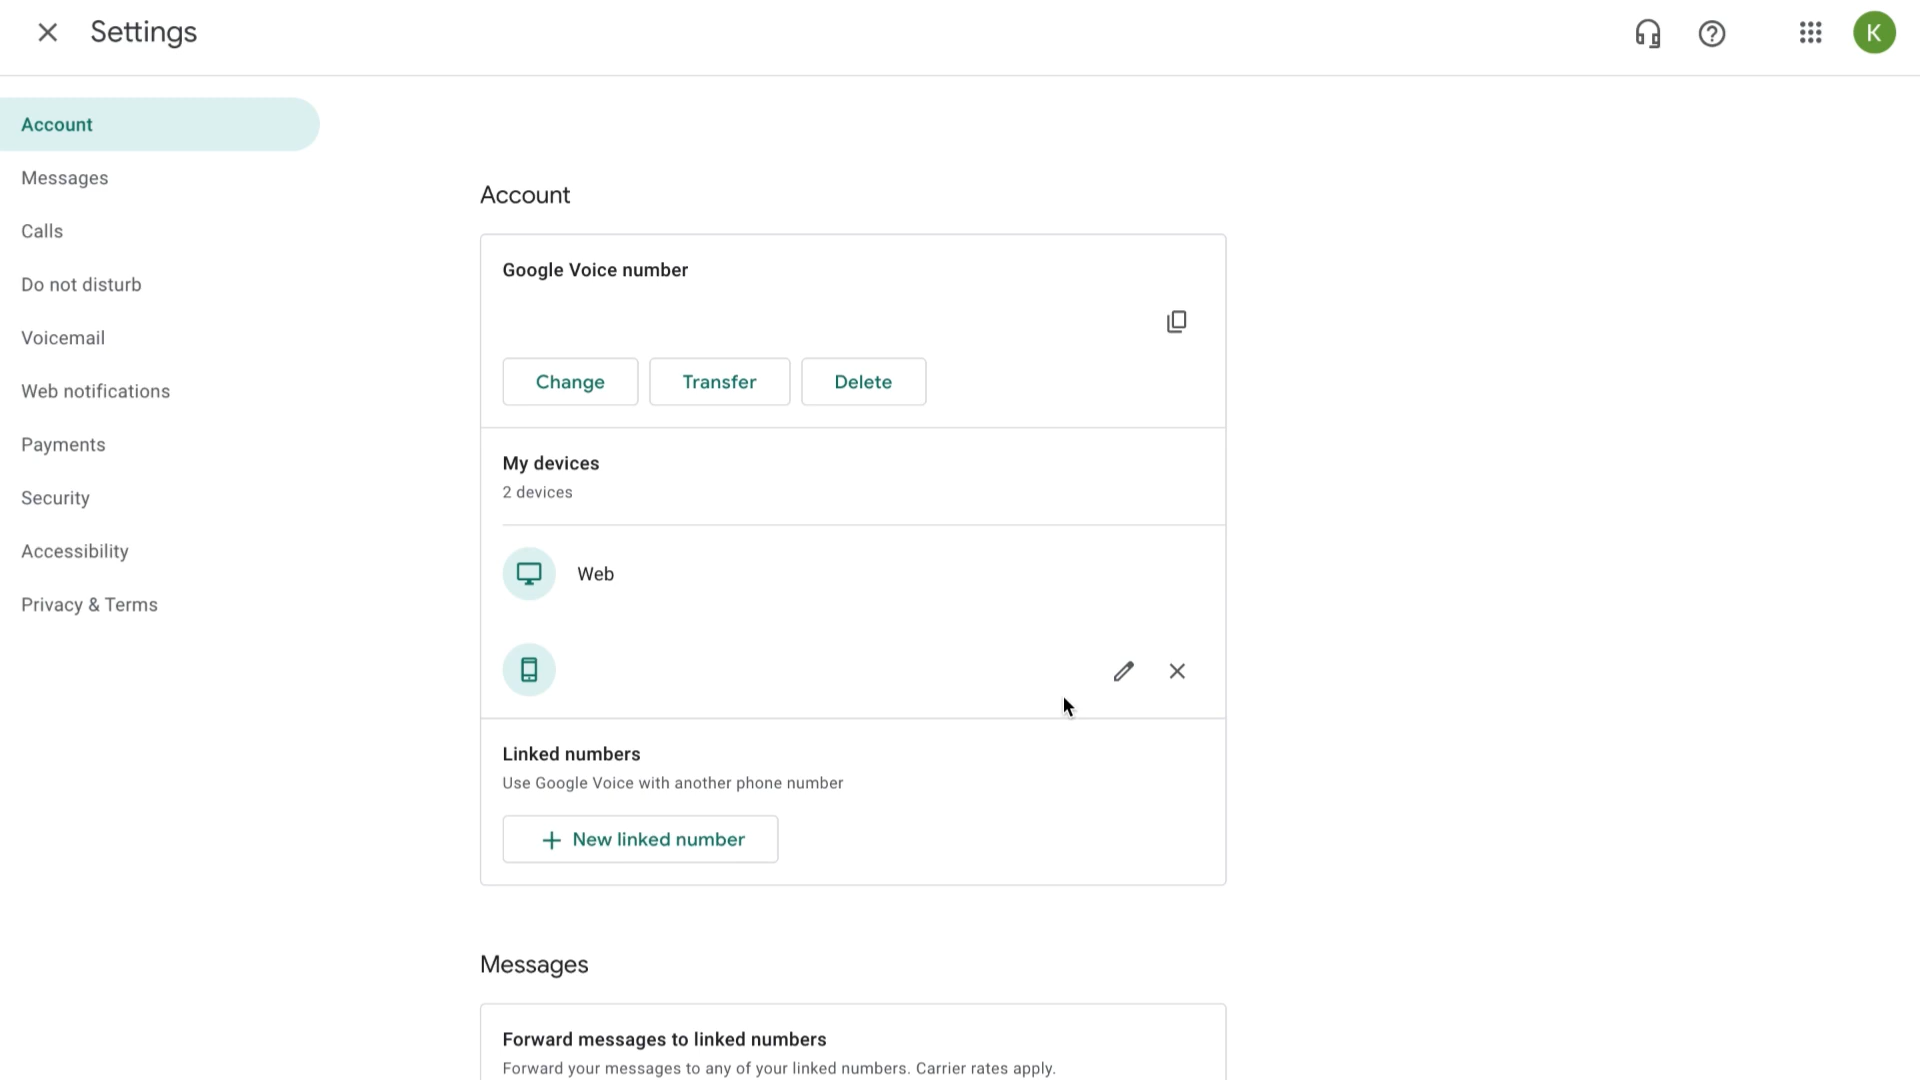 Settings
K
Account
Messages
Calls
Do not disturb
Voicemail
Web notifications
Payments
Security
Accessibility
Privacy & Terms
Account
Google Voice number
Change
Transfer
Delete
My devices
2 devices
Web
Linked numbers
Use Google Voice with another phone number
New linked number
Messages
Forward messages to linked numbers
Forward your messages to any of your linked numbers. Carrier rates apply.